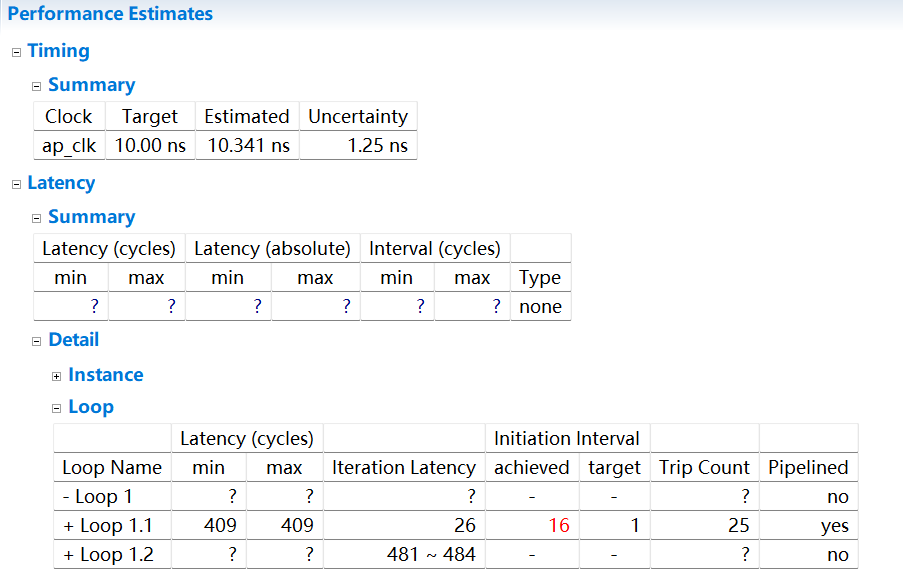 Performance Estimates
Timing
Summary
Clock Target Estimated Uncertainty
ap_clk 10.00 ns 10.341 ns 1.25 ns
Latency
Summary
Latency (cycles) Latency (absolute) Interval (cycles)
min max min max min max Type
? ? ? ? ? ? none
Detail
Instance
Loop
Latency (cycles) Initiation Interval
Loop Name min max Iteration Latency achieved target Trip Count Pipelined
- Loop 1 ? ? ? - - ? no
+ Loop 1.1 409 409 26 16 1 25 yes
+ Loop 1.2 ? ? 481 ~ 484 - - ? no